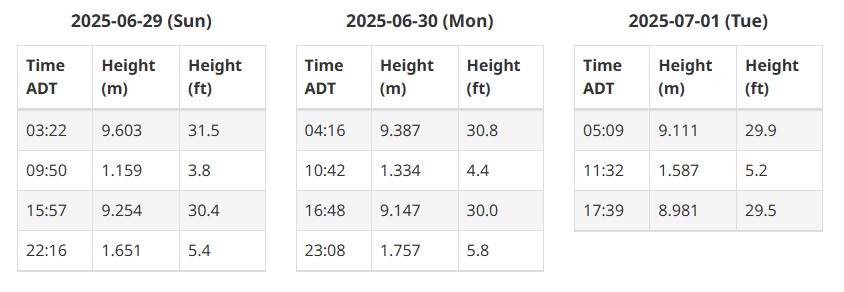 2025-06-29 (Sun)
Time ADT Height (m) Height (ft)
03:22 9.603 31.5
09:50 1.159 3.8
15:57 9.254 30.4
22:16 1.651 5.4
2025-06-30 (Mon)
Time ADT Height (m) Height (ft)
04:16 9.387 30.8
10:42 1.334 4.4
16:48 9.147 30.0
23:08 1.757 5.8
2025-07-01 (Tue)
Time ADT Height (m) Height (ft)
05:09 9.111 29.9
11:32 1.587 5.2
17:39 8.981 29.5